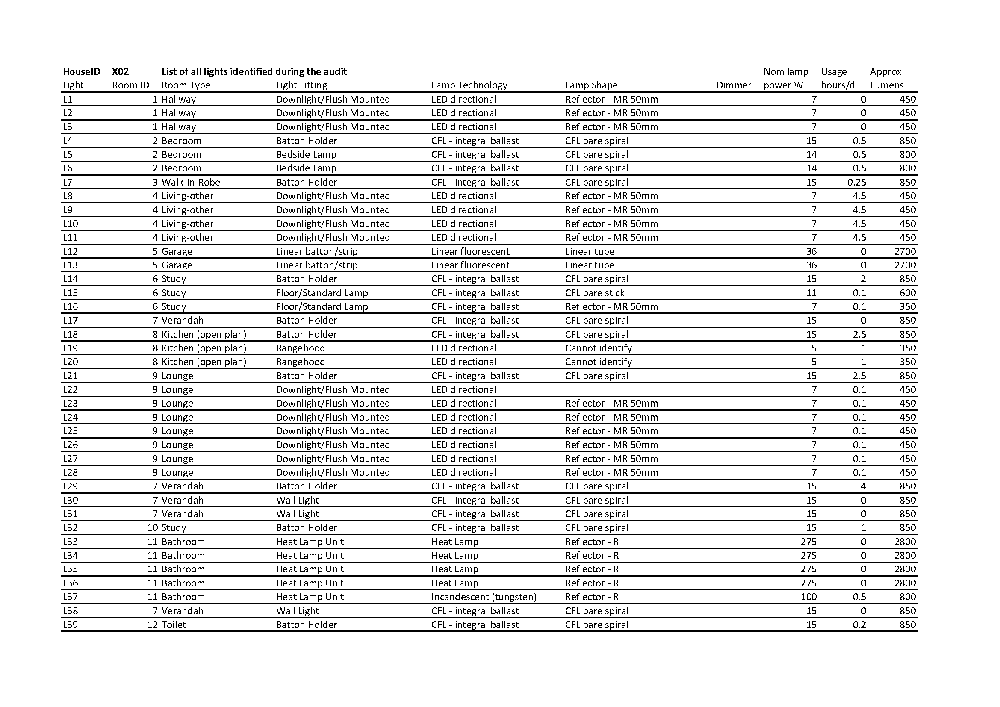 HouseID X02 List of all lights identified during the audit Nom lamp Usage Approx.
Light Room ID Room Type Light Fitting Lamp Technology Lamp Shape Dimmer power W hours/d Lumens
L1 1 Hallway Downlight/Flush Mounted LED directional Reflector - MR 50mm 7 0 450
L2 1 Hallway Downlight/Flush Mounted LED directional Reflector - MR 50mm 7 0 450
L3 1 Hallway Downlight/Flush Mounted LED directional Reflector - MR 50mm 7 0 450
L4 2 Bedroom Batton Holder CFL - integral ballast CFL bare spiral 15 0.5 850
L5 2 Bedroom Bedside Lamp CFL - integral ballast CFL bare spiral 14 0.5 800
L6 2 Bedroom Bedside Lamp CFL - integral ballast CFL bare spiral 14 0.5 800
L7 3 Walk-in-Robe Batton Holder CFL - integral ballast CFL bare spiral 15 0.25 850
L8 4 Living-other Downlight/Flush Mounted LED directional Reflector - MR 50mm 7 4.5 450
L9 4 Living-other Downlight/Flush Mounted LED directional Reflector - MR 50mm 7 4.5 450
L10 4 Living-other Downlight/Flush Mounted LED directional Reflector - MR 50mm 7 4.5 450
L11 4 Living-other Downlight/Flush Mounted LED directional Reflector - MR 50mm 7 4.5 450
L12 5 Garage Linear batton/strip Linear fluorescent Linear tube 36 0 2700
L13 5 Garage Linear batton/strip Linear fluorescent Linear tube 36 0 2700
L14 6 Study Batton Holder CFL - integral ballast CFL bare spiral 15 2 850
L15 6 Study Floor/Standard Lamp CFL - integral ballast CFL bare stick 11 0.1 600
L16 6 Study Floor/Standard Lamp CFL - integral ballast Reflector - MR 50mm 7 0.1 350
L17 7 Verandah Batton Holder CFL - integral ballast CFL bare spiral 15 0 850
L18 8 Kitchen (open plan) Batton Holder CFL - integral ballast CFL bare spiral 15 2.5 850
L19 8 Kitchen (open plan) Rangehood LED directional Cannot identify 5 1 350
L20 8 Kitchen (open plan) Rangehood LED directional Cannot identify 5 1 350
L21 9 Lounge Batton Holder CFL - integral ballast CFL bare spiral 15 2.5 850
L22 9 Lounge Downlight/Flush Mounted LED directional 7 0.1 450
L23 9 Lounge Downlight/Flush Mounted LED directional Reflector - MR 50mm 7 0.1 450
L24 9 Lounge Downlight/Flush Mounted LED directional Reflector - MR 50mm 7 0.1 450
L25 9 Lounge Downlight/Flush Mounted LED directional Reflector - MR 50mm 7 0.1 450
L26 9 Lounge Downlight/Flush Mounted LED directional Reflector - MR 50mm 7 0.1 450
L27 9 Lounge Downlight/Flush Mounted LED directional Reflector - MR 50mm 7 0.1 450
L28 9 Lounge Downlight/Flush Mounted LED directional Reflector - MR 50mm 7 0.1 450
L29 7 Verandah Batton Holder CFL - integral ballast CFL bare spiral 15 4 850
L30 7 Verandah Wall Light CFL - integral ballast CFL bare spiral 15 0 850
L31 7 Verandah Wall Light CFL - integral ballast CFL bare spiral 15 0 850
L32 10 Study Batton Holder CFL - integral ballast CFL bare spiral 15 1 850
L33 11 Bathroom Heat Lamp Unit Heat Lamp Reflector - R 275 0 2800
L34 11 Bathroom Heat Lamp Unit Heat Lamp Reflector - R 275 0 2800
L35 11 Bathroom Heat Lamp Unit Heat Lamp Reflector - R 275 0 2800
L36 11 Bathroom Heat Lamp Unit Heat Lamp Reflector - R 275 0 2800
L37 11 Bathroom Heat Lamp Unit Incandescent (tungsten) Reflector - R 100 0.5 800
L38 7 Verandah Wall Light CFL - integral ballast CFL bare spiral 15 0 850
L39 12 Toilet Batton Holder CFL - integral ballast CFL bare spiral 15 0.2 850